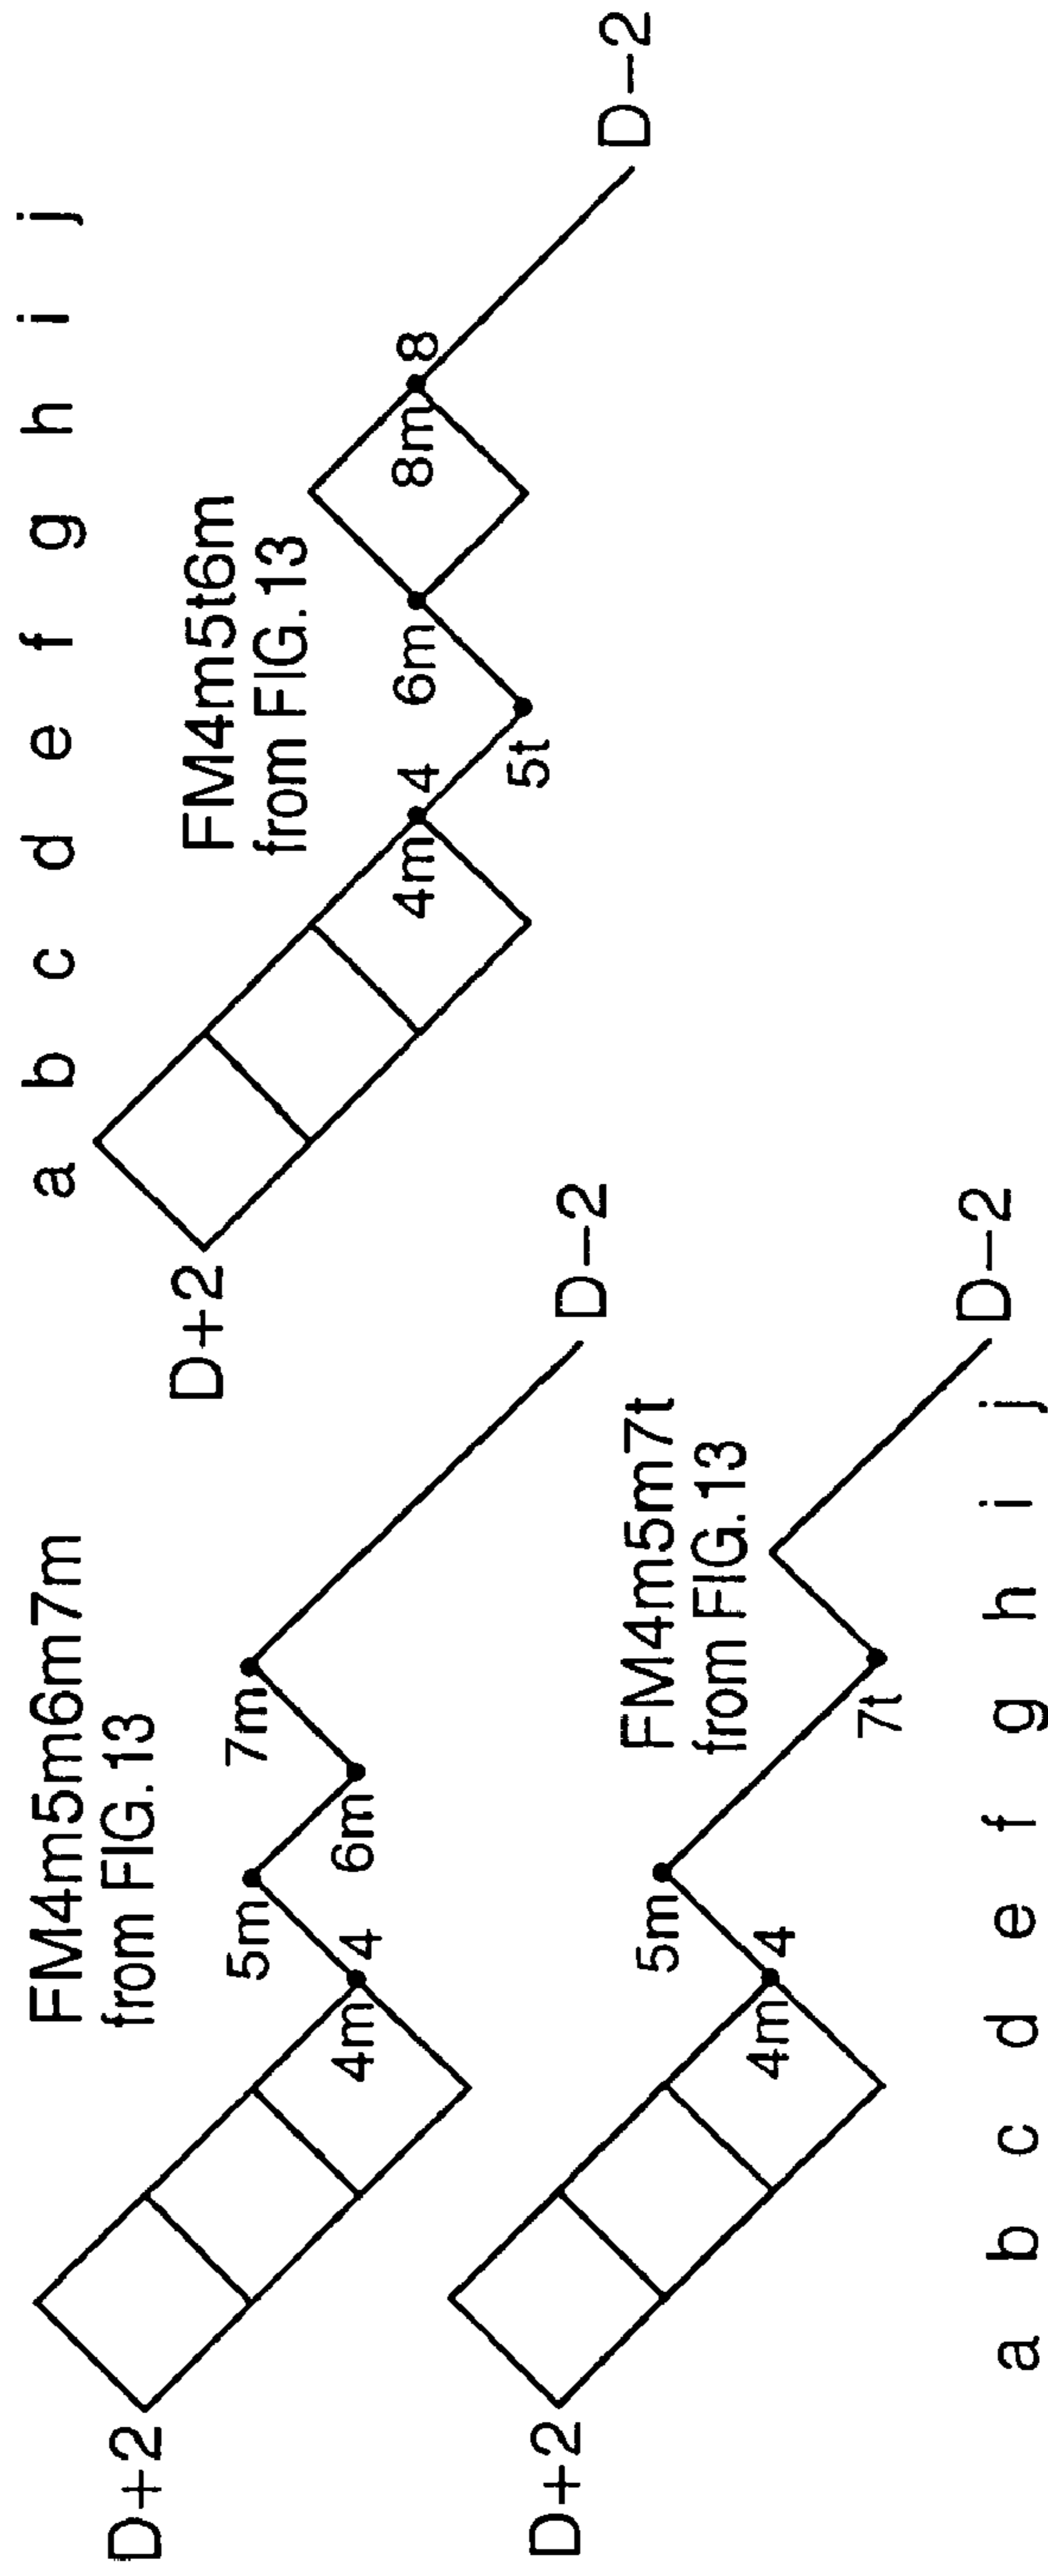 FM4m5m6m7m
from FIG.13
D+2
4m
4
5m
6m
7m
D−2
FM4m5m7t
from FIG.13
D+2
4m
4
5m
7t
D−2
a b c d e f g h i j
a b c d e f g h i j
FM4m5t6m
from FIG.13
D+2
4m
4
5t
6m
8m
8
D−2